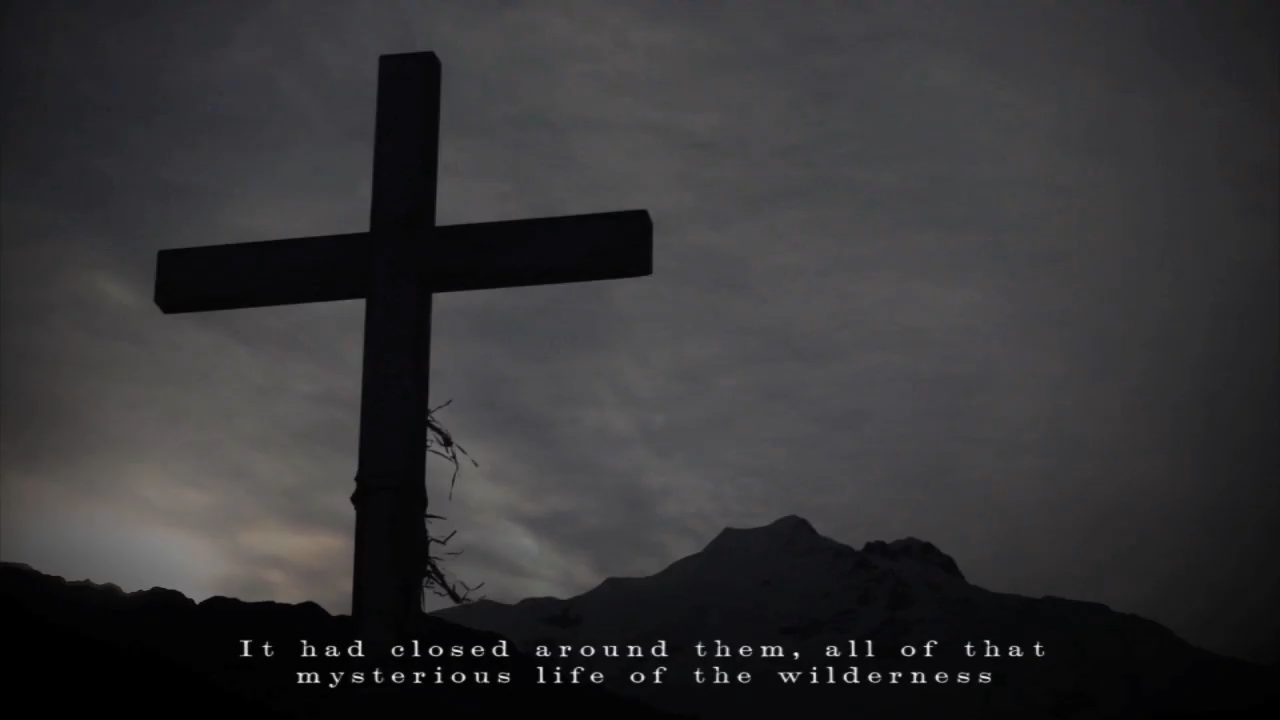 It had closed around them, all of that
mysterious life of the wilderness